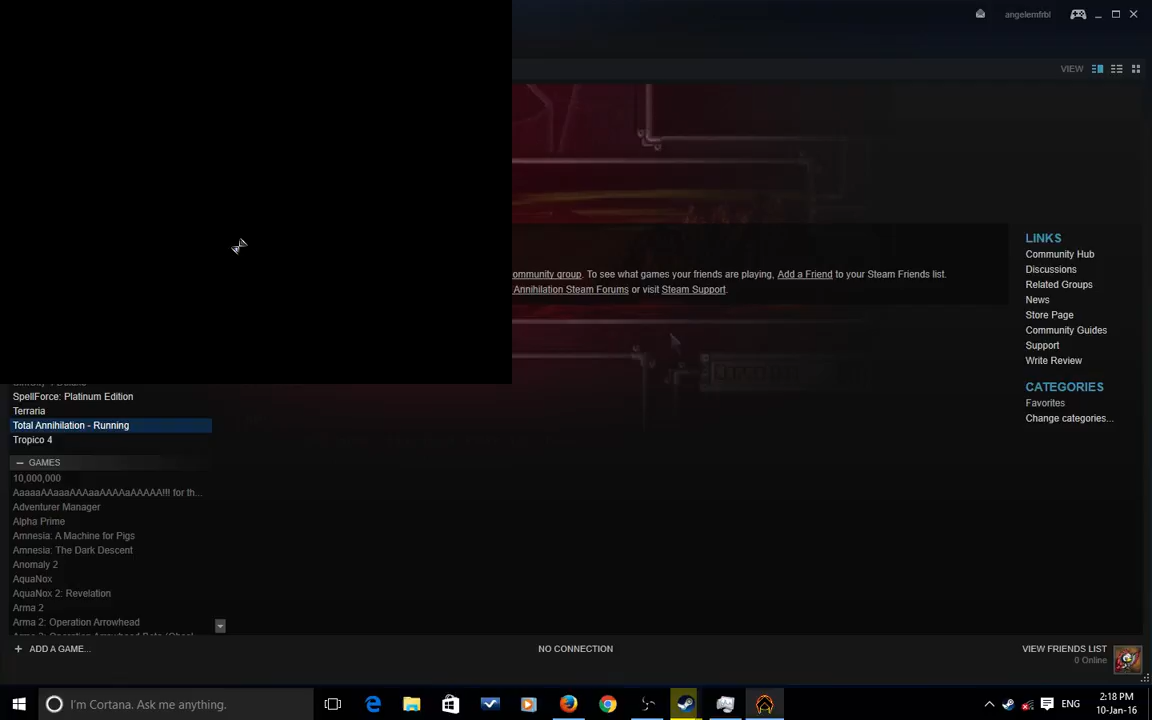 angelemfrbl
VIEW
LINKS
Community Hub
Discussions
Related Groups
News
Store Page
Community Guides
Support
Write Review
ommunity group. To see what games your friends are playing, Add a Friend to your Steam Friends list.
Annihilation Steam Forums or visit Steam Support.
CATEGORIES
Favorites
Change categories...
SpellForce: Platinum Edition
Terraria
Total Annihilation - Running
Tropico 4
— GAMES
10,000,000
AaaaaAAaaaAAAaaAAAAaAAAAA!!! for th...
Adventurer Manager
Alpha Prime
Amnesia: A Machine for Pigs
Amnesia: The Dark Descent
Anomaly 2
AquaNox
AquaNox 2: Revelation
Arma 2
Arma 2: Operation Arrowhead
+ ADD A GAME...
NO CONNECTION
VIEW FRIENDS LIST
0 Online
I'm Cortana. Ask me anything.
ENG
2:18 PM
10-Jan-16